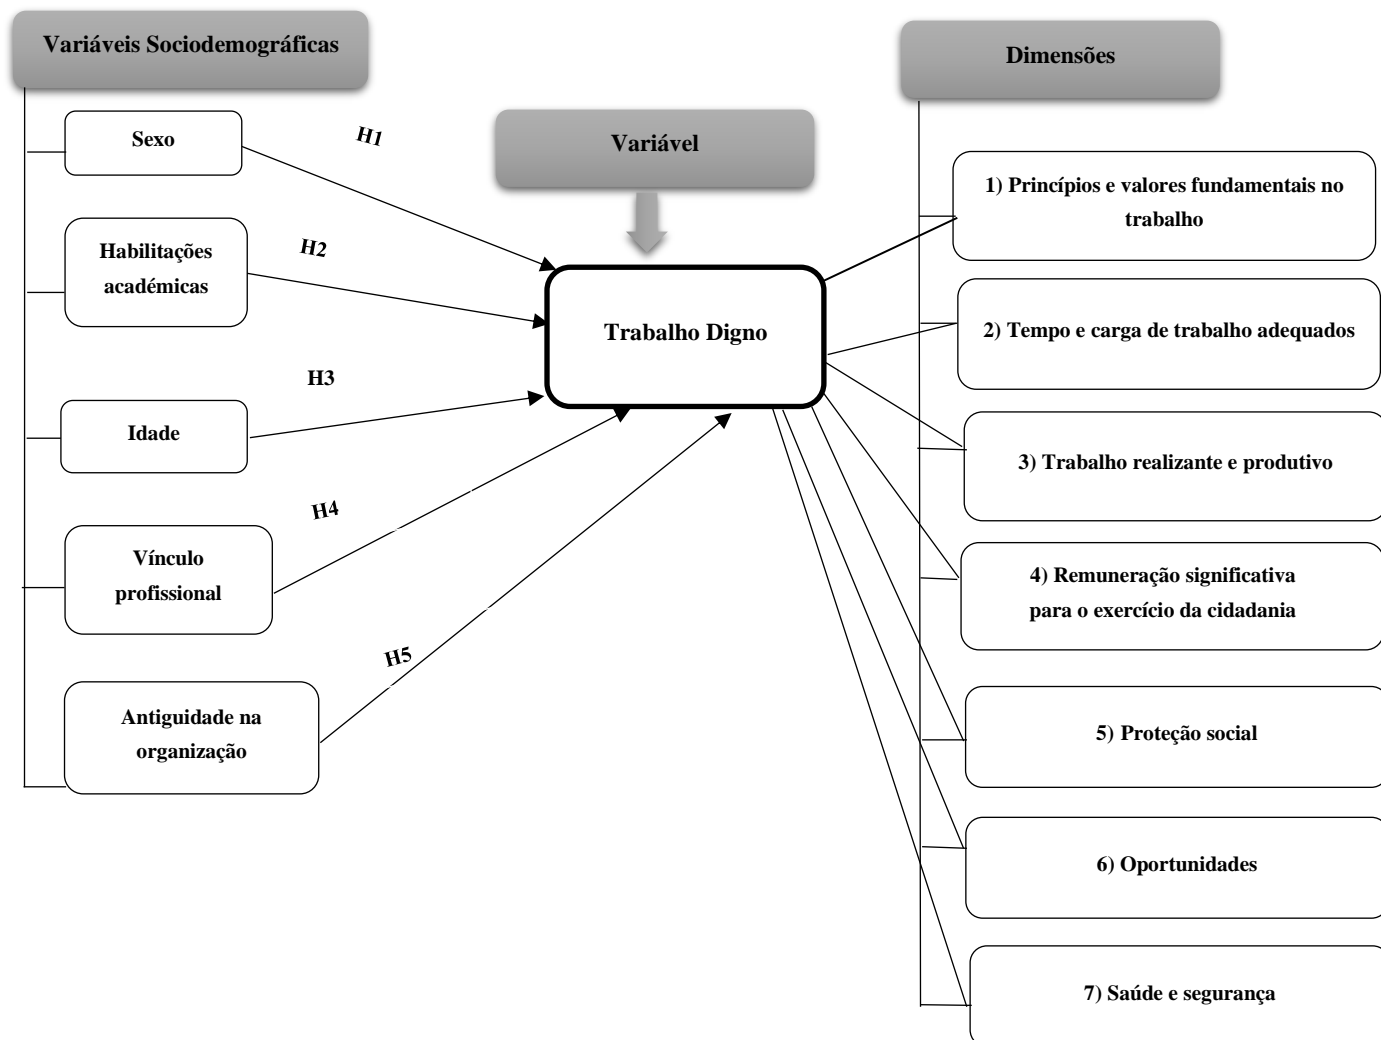 Variáveis Sociodemográficas
Sexo
Habilitações
académicas
Idade
Vínculo
profissional
Antiguidade na
organização
H1
H2
H3
H4
H5
Variável
Trabalho Digno
Dimensões
1) Princípios e valores fundamentais no
trabalho
2) Tempo e carga de trabalho adequados
3) Trabalho realizante e produtivo
4) Remuneração significativa
para o exercício da cidadania
5) Proteção social
6) Oportunidades
7) Saúde e segurança